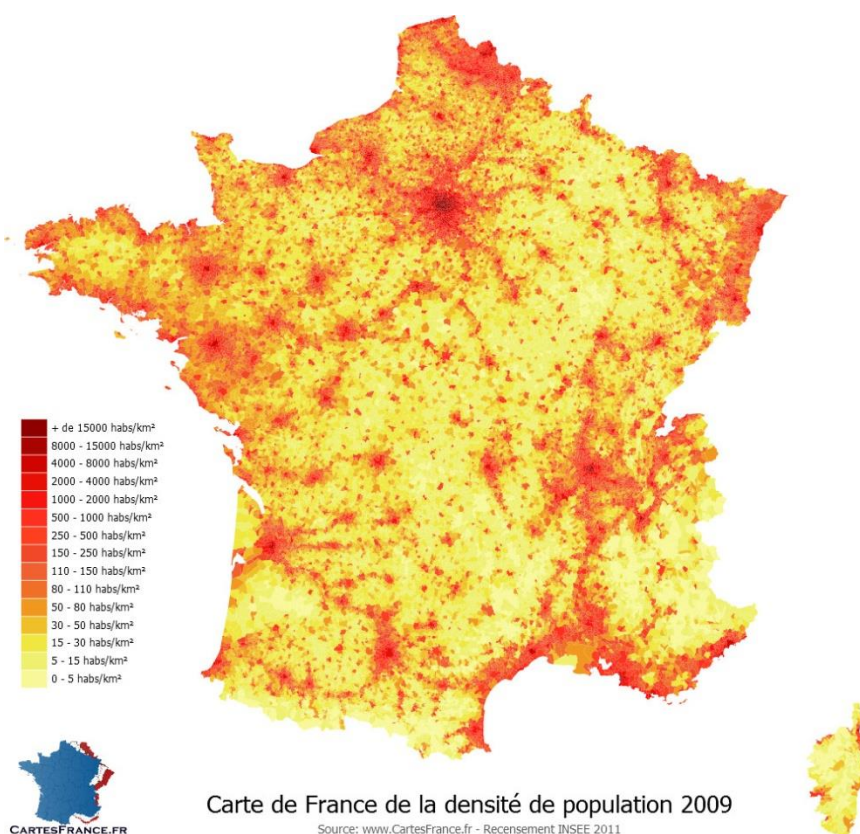 + de 15000 habs/km²
8000 - 15000 habs/km²
4000 - 8000 habs/km²
2000 - 4000 habs/km²
1000 - 2000 habs/km²
500 - 1000 habs/km²
250 - 500 habs/km²
150 - 250 habs/km²
110 - 150 habs/km²
80 - 110 habs/km²
50 - 80 habs/km²
30 - 50 habs/km²
15 - 30 habs/km²
5 - 15 habs/km²
0 - 5 habs/km²
CARTESFRANCE.FR
Carte de France de la densité de population 2009
Source: www.CartesFrance.fr - Recensement INSEE 2011